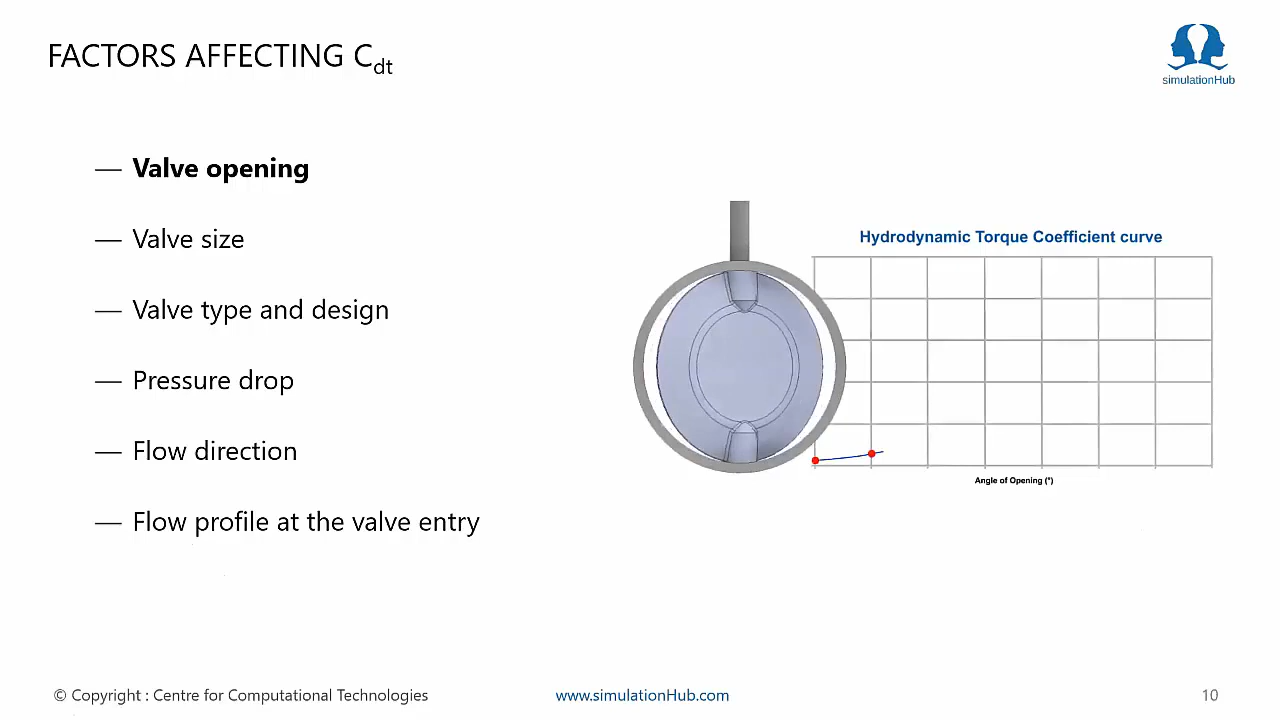 FACTORS AFFECTING Cdt
simulationHub
— Valve opening
— Valve size
— Valve type and design
— Pressure drop
— Flow direction
— Flow profile at the valve entry
Hydrodynamic Torque Coefficient curve
Angle of Opening (°)
© Copyright : Centre for Computational Technologies
www.simulationHub.com
10